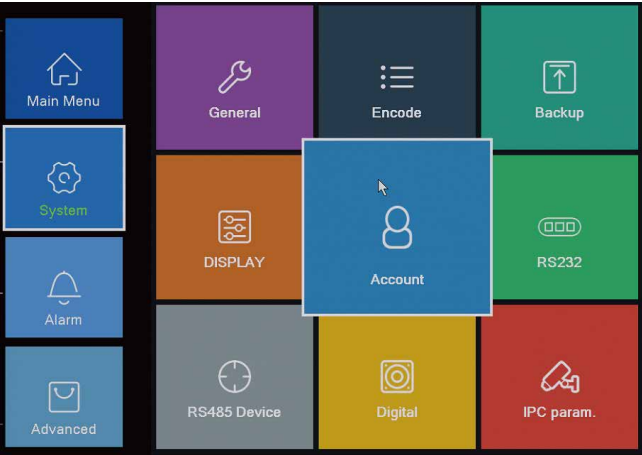 Main Menu
System
Alarm
Advanced
General
Encode
Backup
DISPLAY
Account
RS232
RS485 Device
Digital
IPC param.